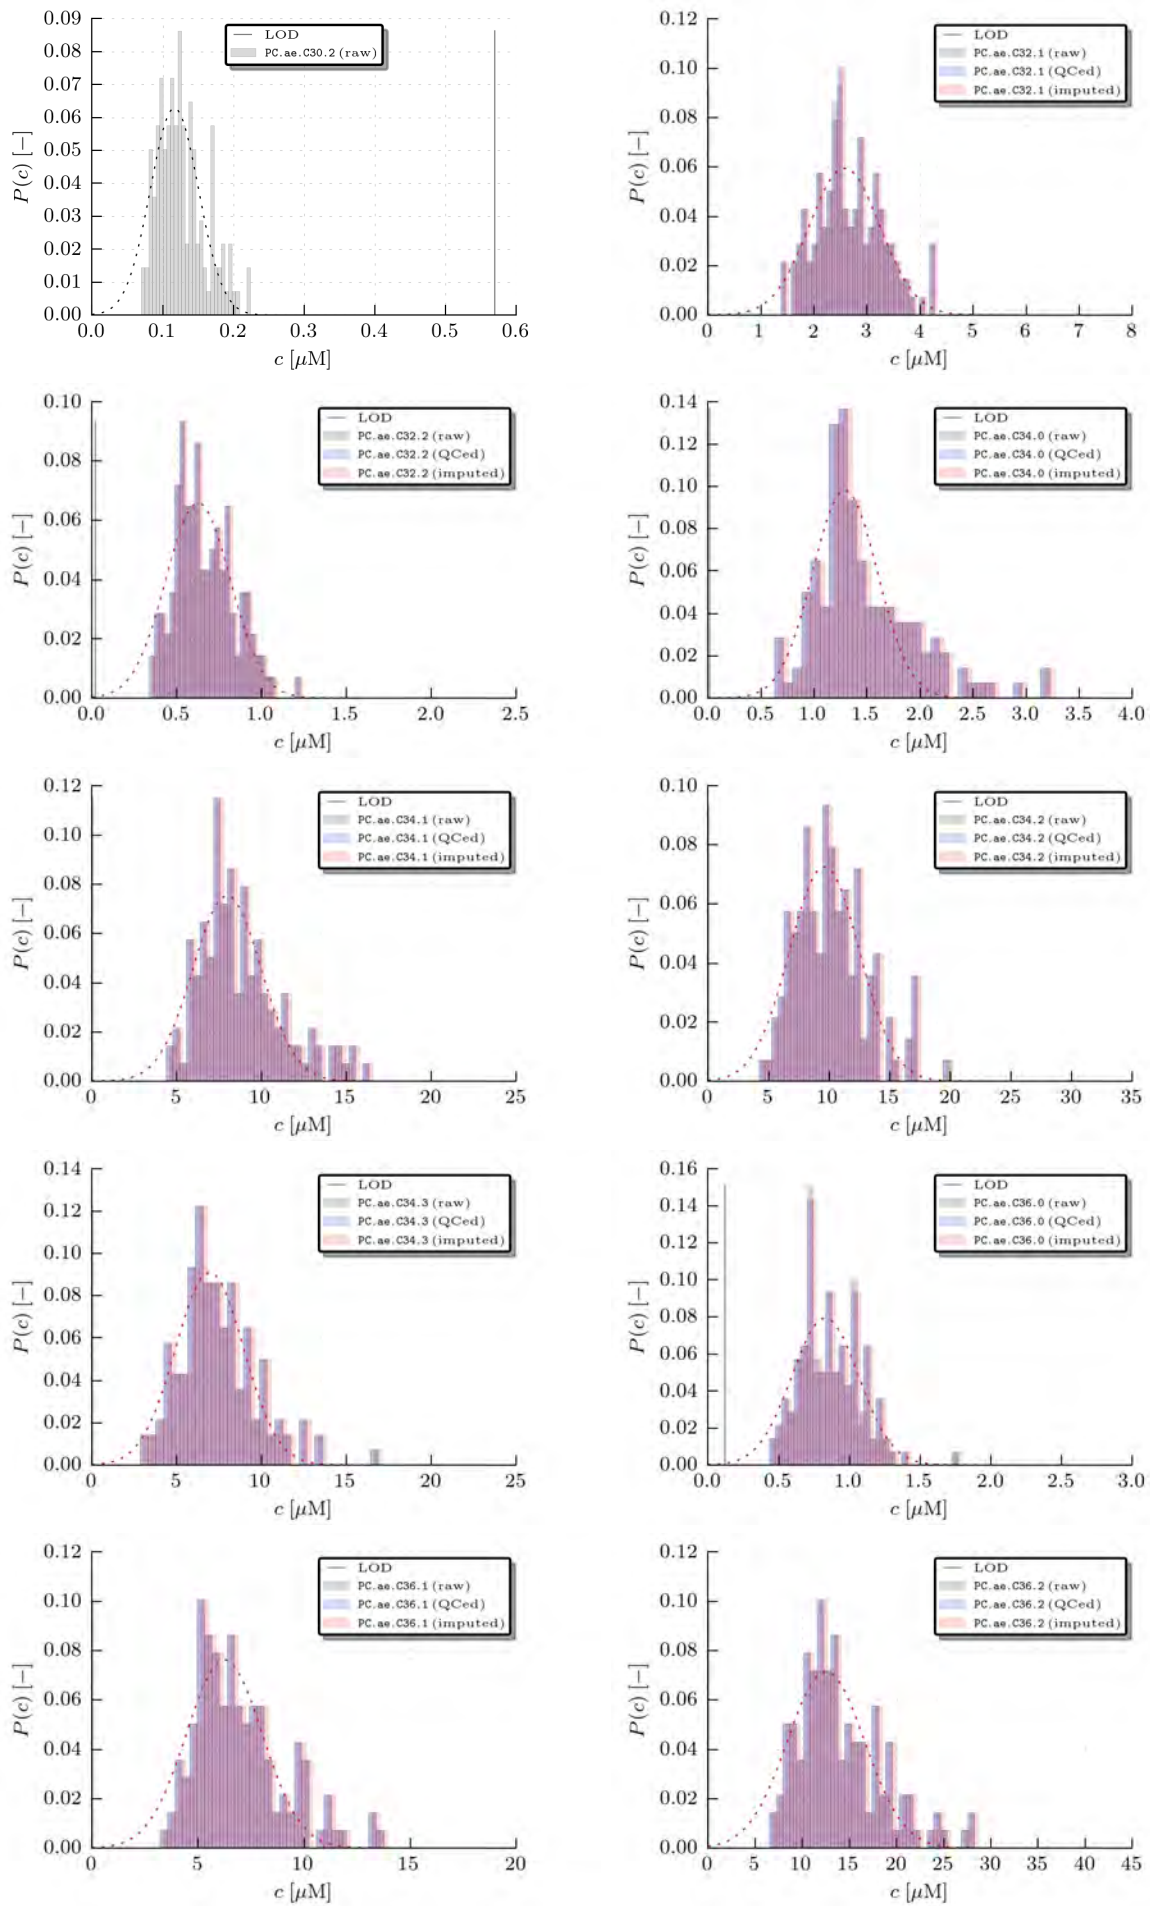 0.09
0.08
0.07
0.06
0.05
0.04
0.03
0.02
0.01
0.00
P(c) [−]
LOD
PC.ae.C30.2 (raw)
0.0 0.1 0.2 0.3 0.4 0.5 0.6
c [μM]
0.12
0.10
0.08
0.06
0.04
0.02
0.00
P(c) [−]
LOD
PC.ae.C32.1 (raw)
PC.ae.C32.1 (QCed)
PC.ae.C32.1 (imputed)
0 1 2 3 4 5 6 7 8
c [μM]
0.10
0.08
0.06
0.04
0.02
0.00
P(c) [−]
LOD
PC.ae.C32.2 (raw)
PC.ae.C32.2 (QCed)
PC.ae.C32.2 (imputed)
0.0 0.5 1.0 1.5 2.0 2.5
c [μM]
0.14
0.12
0.10
0.08
0.06
0.04
0.02
0.00
P(c) [−]
LOD
PC.ae.C34.0 (raw)
PC.ae.C34.0 (QCed)
PC.ae.C34.0 (imputed)
0.0 0.5 1.0 1.5 2.0 2.5 3.0 3.5 4.0
c [μM]
0.12
0.10
0.08
0.06
0.04
0.02
0.00
P(c) [−]
LOD
PC.ae.C34.1 (raw)
PC.ae.C34.1 (QCed)
PC.ae.C34.1 (imputed)
0 5 10 15 20 25
c [μM]
0.10
0.08
0.06
0.04
0.02
0.00
P(c) [−]
LOD
PC.ae.C34.2 (raw)
PC.ae.C34.2 (QCed)
PC.ae.C34.2 (imputed)
0 5 10 15 20 25 30 35
c [μM]
0.14
0.12
0.10
0.08
0.06
0.04
0.02
0.00
P(c) [−]
LOD
PC.ae.C34.3 (raw)
PC.ae.C34.3 (QCed)
PC.ae.C34.3 (imputed)
0 5 10 15 20 25
c [μM]
0.16
0.14
0.12
0.10
0.08
0.06
0.04
0.02
0.00
P(c) [−]
LOD
PC.ae.C36.0 (raw)
PC.ae.C36.0 (QCed)
PC.ae.C36.0 (imputed)
0.0 0.5 1.0 1.5 2.0 2.5 3.0
c [μM]
0.12
0.10
0.08
0.06
0.04
0.02
0.00
P(c) [−]
LOD
PC.ae.C36.1 (raw)
PC.ae.C36.1 (QCed)
PC.ae.C36.1 (imputed)
0 5 10 15 20
c [μM]
0.12
0.10
0.08
0.06
0.04
0.02
0.00
P(c) [−]
LOD
PC.ae.C36.2 (raw)
PC.ae.C36.2 (QCed)
PC.ae.C36.2 (imputed)
0 5 10 15 20 25 30 35 40 45
c [μM]